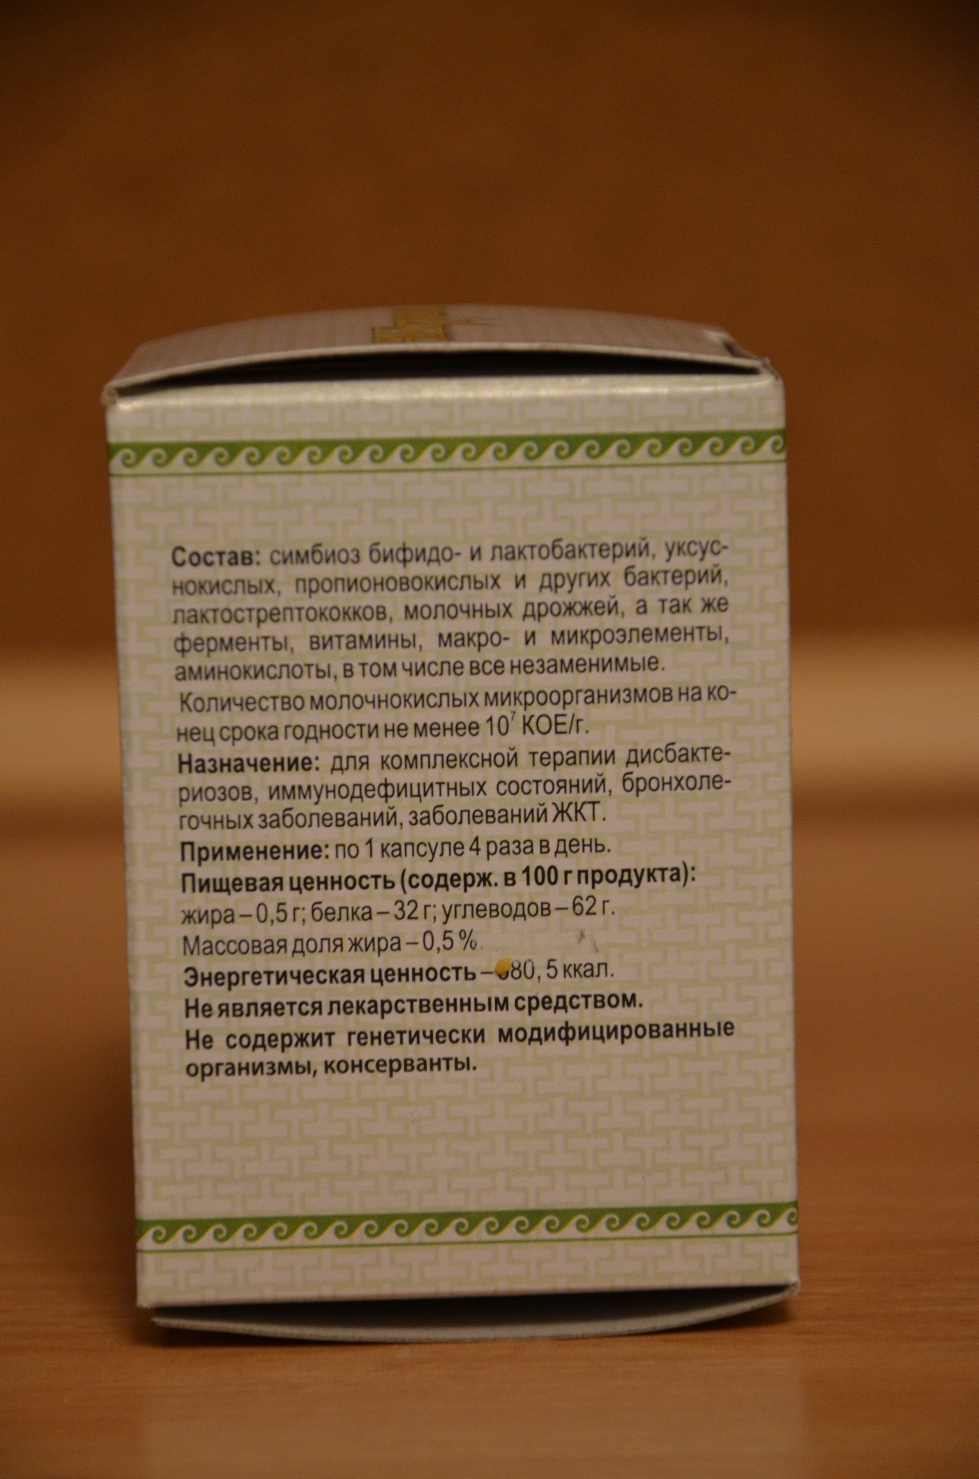 Состав: симбиоз бифидо- и лактобактерий, уксус-
нокислых, пропионовокислых и других бактерий,
лактострептококков, молочных дрожжей, а так же
ферменты, витамины, макро- и микроэлементы,
аминокислоты, в том числе все незаменимые.
Количество молочнокислых микроорганизмов на ко-
нец срока годности не менее 10⁷ КОЕ/г.
Назначение: для комплексной терапии дисбакте-
риозов, иммунодефицитных состояний, бронхоле-
гочных заболеваний, заболеваний ЖКТ.
Применение: по 1 капсуле 4 раза в день.
Пищевая ценность (содерж. в 100 г продукта):
жира – 0,5 г; белка – 32 г; углеводов – 62 г.
Массовая доля жира – 0,5 %
Энергетическая ценность – ккал.
Не является лекарственным средством.
Не содержит генетически модифицированные
организмы, консерванты.